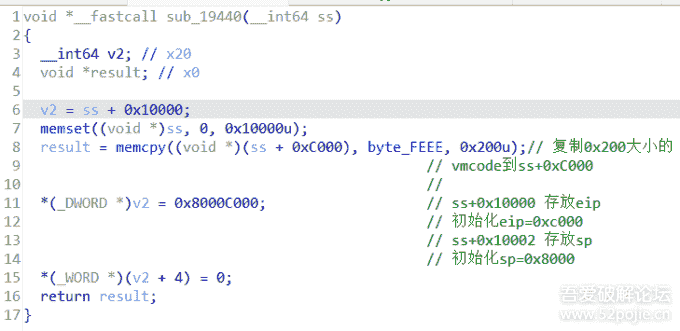 1 void *__fastcall sub_19440(__int64 ss)
2 {
3 __int64 v2; // x20
4 void *result; // x0
5
6 v2 = ss + 0x10000;
7 memset((void *)ss, 0, 0x10000u);
8 result = memcpy((void *)(ss + 0xC000), byte_FEEE, 0x200u);// 复制0x200大小的
9 // vmcode到ss+0xC000
10 //
11 *(_DWORD *)v2 = 0x8000C000; // ss+0x10000 存放eip
12 // 初始化eip=0xc000
13 // ss+0x10002 存放sp
14 // 初始化sp=0x8000
15 *(_WORD *)(v2 + 4) = 0;
16 return result;
17 }
吾爱破解论坛
www.52pojie.cn